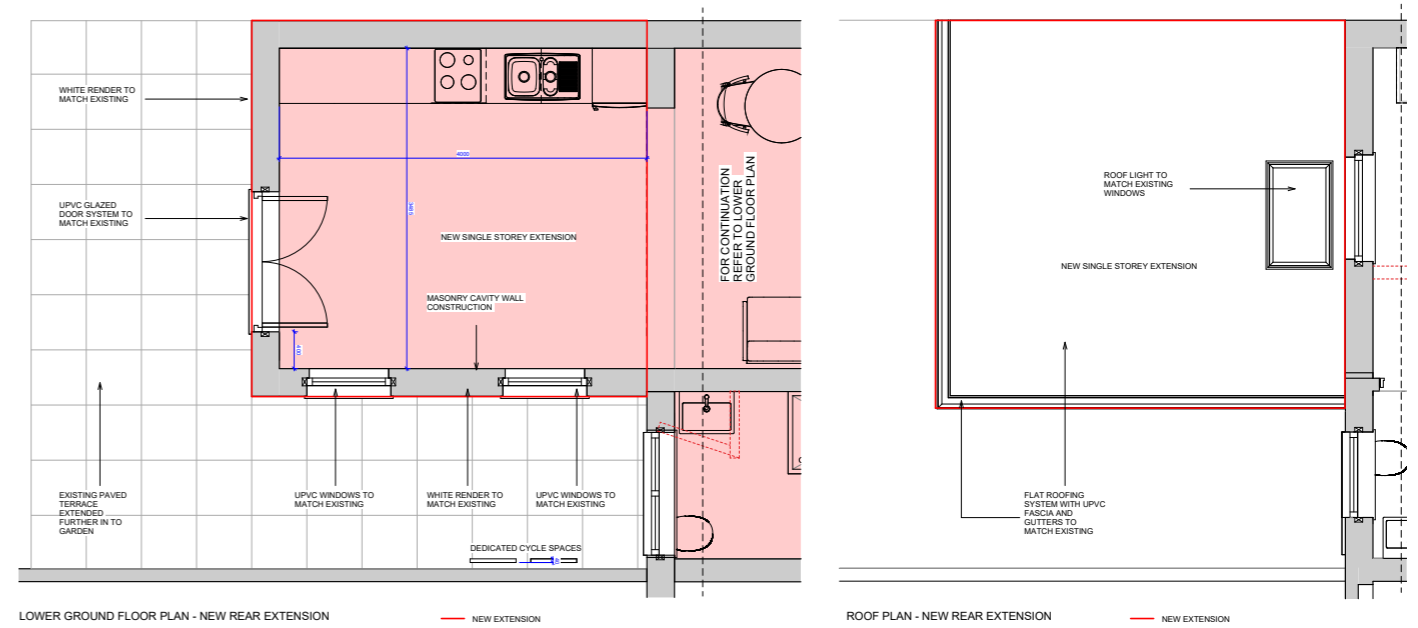 WHITE RENDER TO
MATCH EXISTING
UPVC GLAZED
DOOR SYSTEM TO
MATCH EXISTING
4000
3485
NEW SINGLE STOREY EXTENSION
MASONRY CAVITY WALL
CONSTRUCTION
400
FOR CONTINUATION
REFER TO LOWER
GROUND FLOOR PLAN
EXISTING PAVED
TERRACE
EXTENDED
FURTHER IN TO
GARDEN
UPVC WINDOWS TO
MATCH EXISTING
WHITE RENDER TO
MATCH EXISTING
UPVC WINDOWS TO
MATCH EXISTING
DEDICATED CYCLE SPACES
LOWER GROUND FLOOR PLAN - NEW REAR EXTENSION
NEW EXTENSION
ROOF LIGHT TO
MATCH EXISTING
WINDOWS
NEW SINGLE STOREY EXTENSION
FLAT ROOFING
SYSTEM WITH UPVC
FASCIA AND
GUTTERS TO
MATCH EXISTING
ROOF PLAN - NEW REAR EXTENSION
NEW EXTENSION